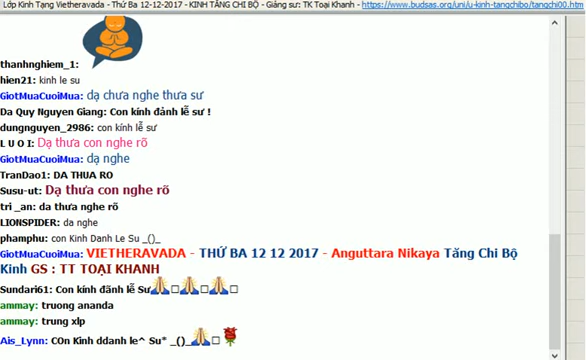 Lớp Kinh Tạng Vietheravada - Thứ Ba 12-12-2017 - KINH TĂNG CHI BỘ - Giảng sư: TK Toại Khanh - https://www.budsas.org/uni/u-kinh-tangchibo/tangchi00.htm
thanhnghiem_1:
hien21: kinh le su
GiotMuaCuoiMua: dạ chưa nghe thưa sư
Da Quy Nguyen Giang: Con kính đảnh lễ sư !
dungnguyen_2986: con kính lễ sư
L U O I: Dạ thưa con nghe rõ
GiotMuaCuoiMua: dạ nghe
TranDao1: DA THUA RO
Susu-ut: Dạ thưa con nghe rõ
tri _an: da thưa nghe rõ
LIONSPIDER: da nghe
phamphu: con Kinh Danh Le Su _()_
GiotMuaCuoiMua: VIETHERAVADA - THỨ BA 12 12 2017 - Anguttara Nikaya Tăng Chi Bộ
Kinh GS : TT TOẠI KHANH
Sundari61: Con kính đãnh lễ Sư
ammay: truong ananda
ammay: trung xlp
Ais_Lynn: COn Kinh ddanh le^ Su* _()_